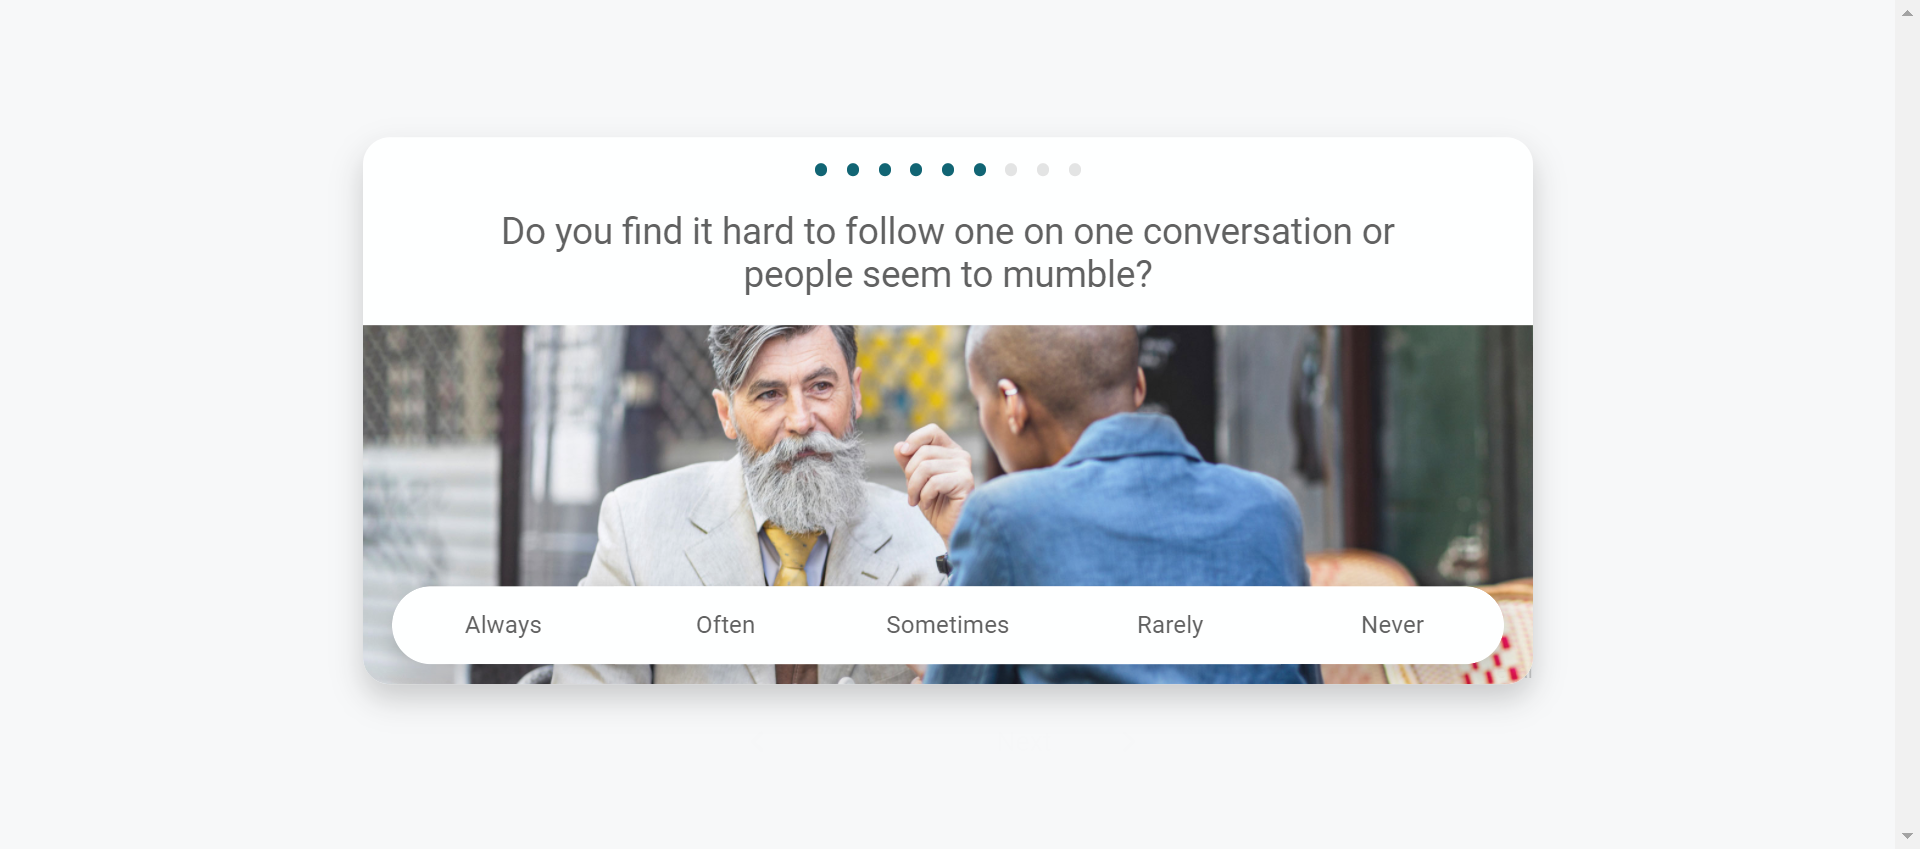 Do you find it hard to follow one on one conversation or
people seem to mumble?
Always Often Sometimes Rarely Never